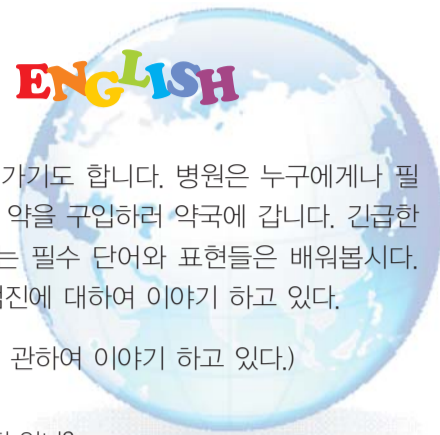 ENGLISH
가기도 합니다. 병원은 누구에게나 필
약을 구입하러 약국에 갑니다. 긴급한
는 필수 단어와 표현들은 배워봅시다.
진에 대하여 이야기 하고 있다.
관하여 이야기 하고 있다.)